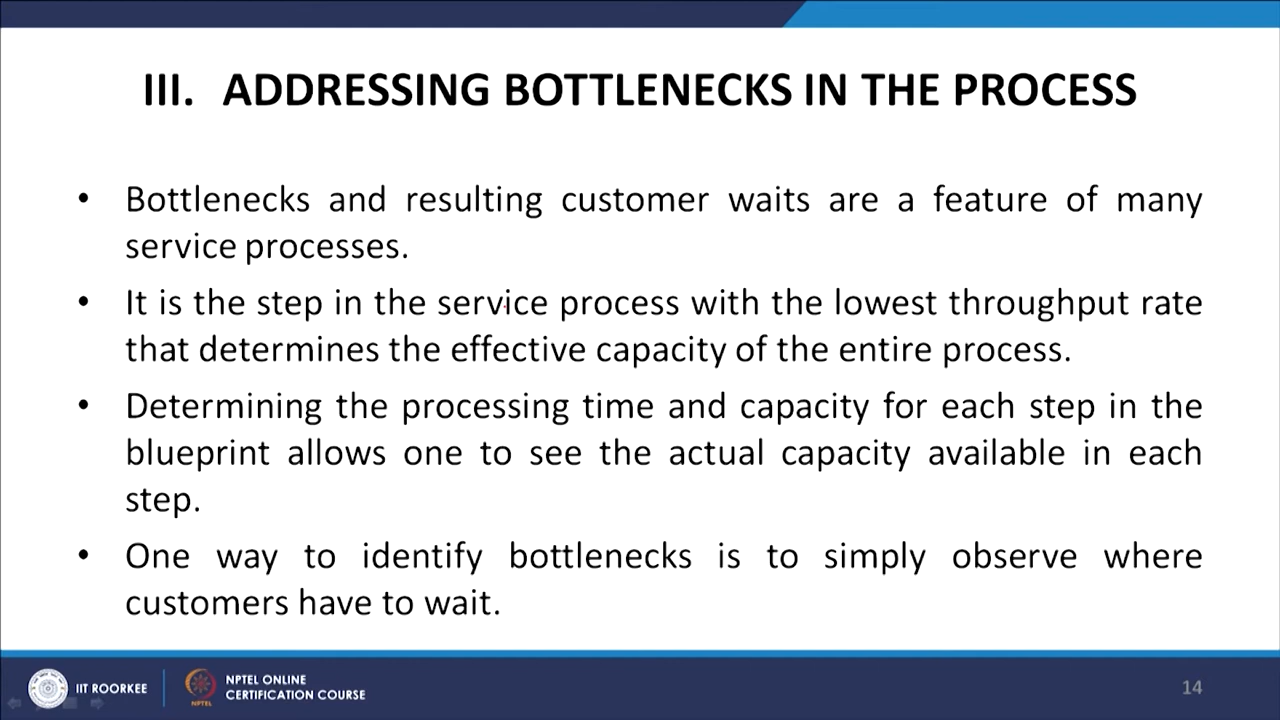 III. ADDRESSING BOTTLENECKS IN THE PROCESS
• Bottlenecks and resulting customer waits are a feature of many
service processes.
• It is the step in the service process with the lowest throughput rate
that determines the effective capacity of the entire process.
• Determining the processing time and capacity for each step in the
blueprint allows one to see the actual capacity available in each
step.
• One way to identify bottlenecks is to simply observe where
customers have to wait.
IIT ROORKEE
NPTEL
NPTEL ONLINE
CERTIFICATION COURSE
14